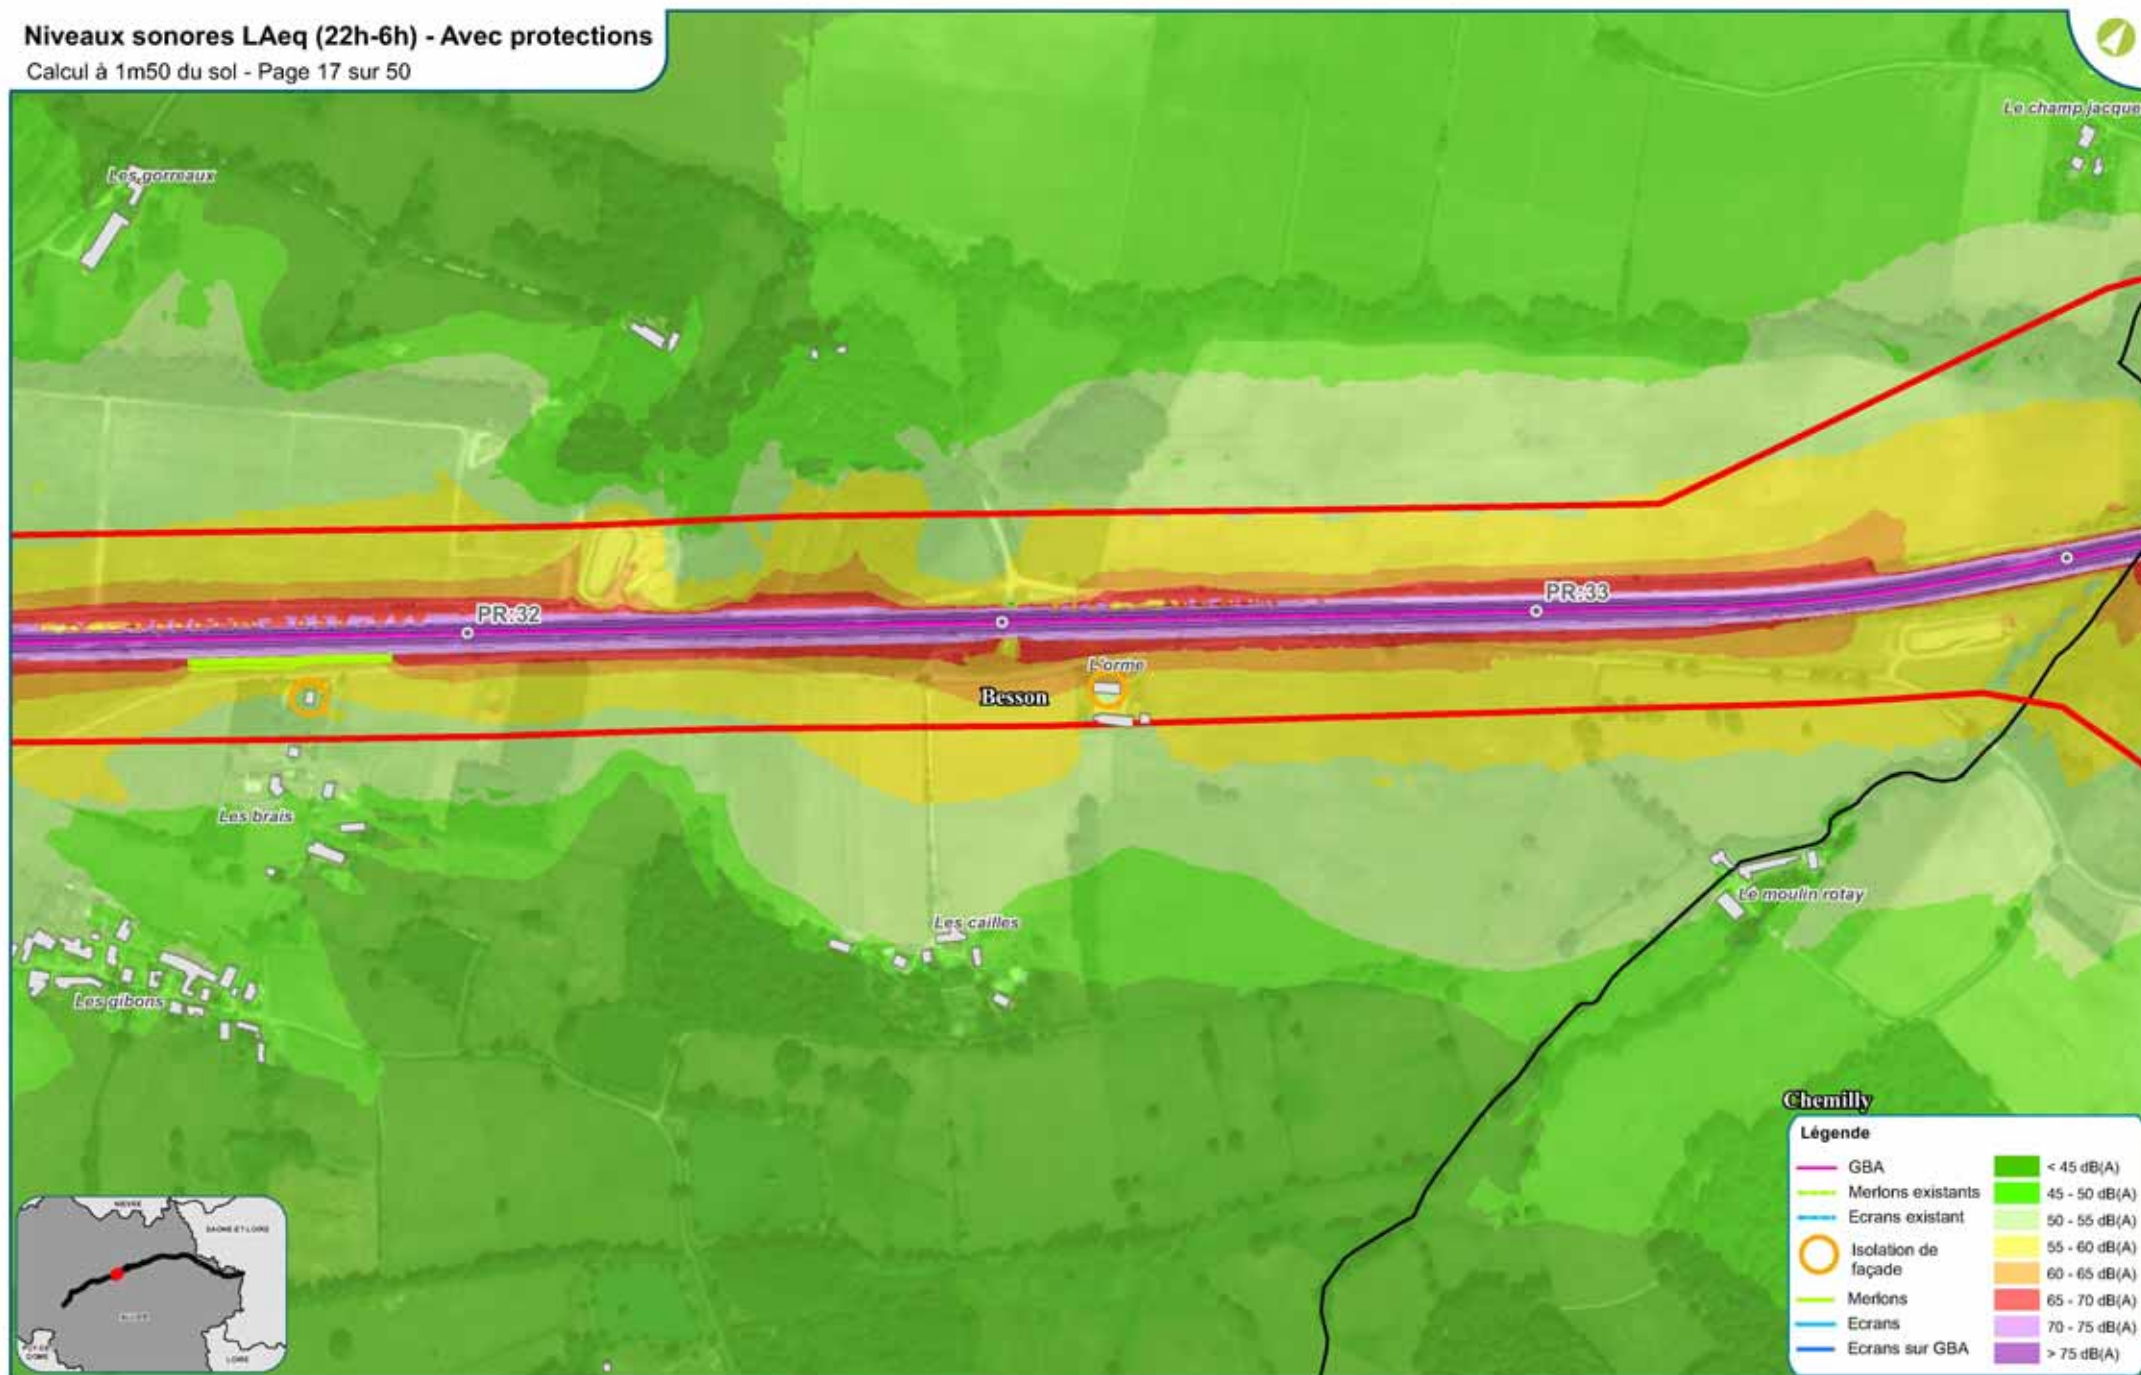 Niveaux sonores LAeq (22h-6h) - Avec protections
Calcul à 1m50 du sol - Page 17 sur 50
Le champ jacque
Les gorreaux
PR:32
PR:33
L'orme
Besson
Les brais
Les cailles
Le moulin rotay
Les gibons
Chemilly
Légende
GBA
Merlons existants
Ecrans existant
Isolation de
façade
Merlons
Ecrans
Ecrans sur GBA
< 45 dB(A)
45 - 50 dB(A)
50 - 55 dB(A)
55 - 60 dB(A)
60 - 65 dB(A)
65 - 70 dB(A)
70 - 75 dB(A)
> 75 dB(A)
NIEVRE
SAONE-ET-LOIRE
ALLIER
PUY-DE
DOME
LOIRE